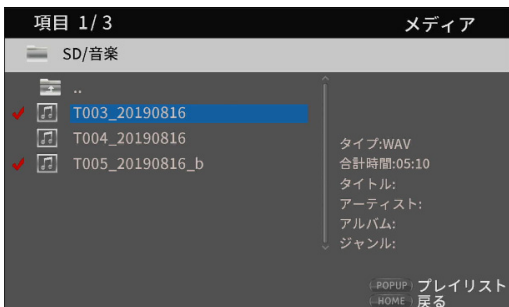 項目 1/3
メディア
SD/音楽
..
T003_20190816
T004_20190816
T005_20190816_b
タイプ:WAV
合計時間:05:10
タイトル:
アーティスト:
アルバム:
ジャンル:
POPUP プレイリスト
HOME 戻る